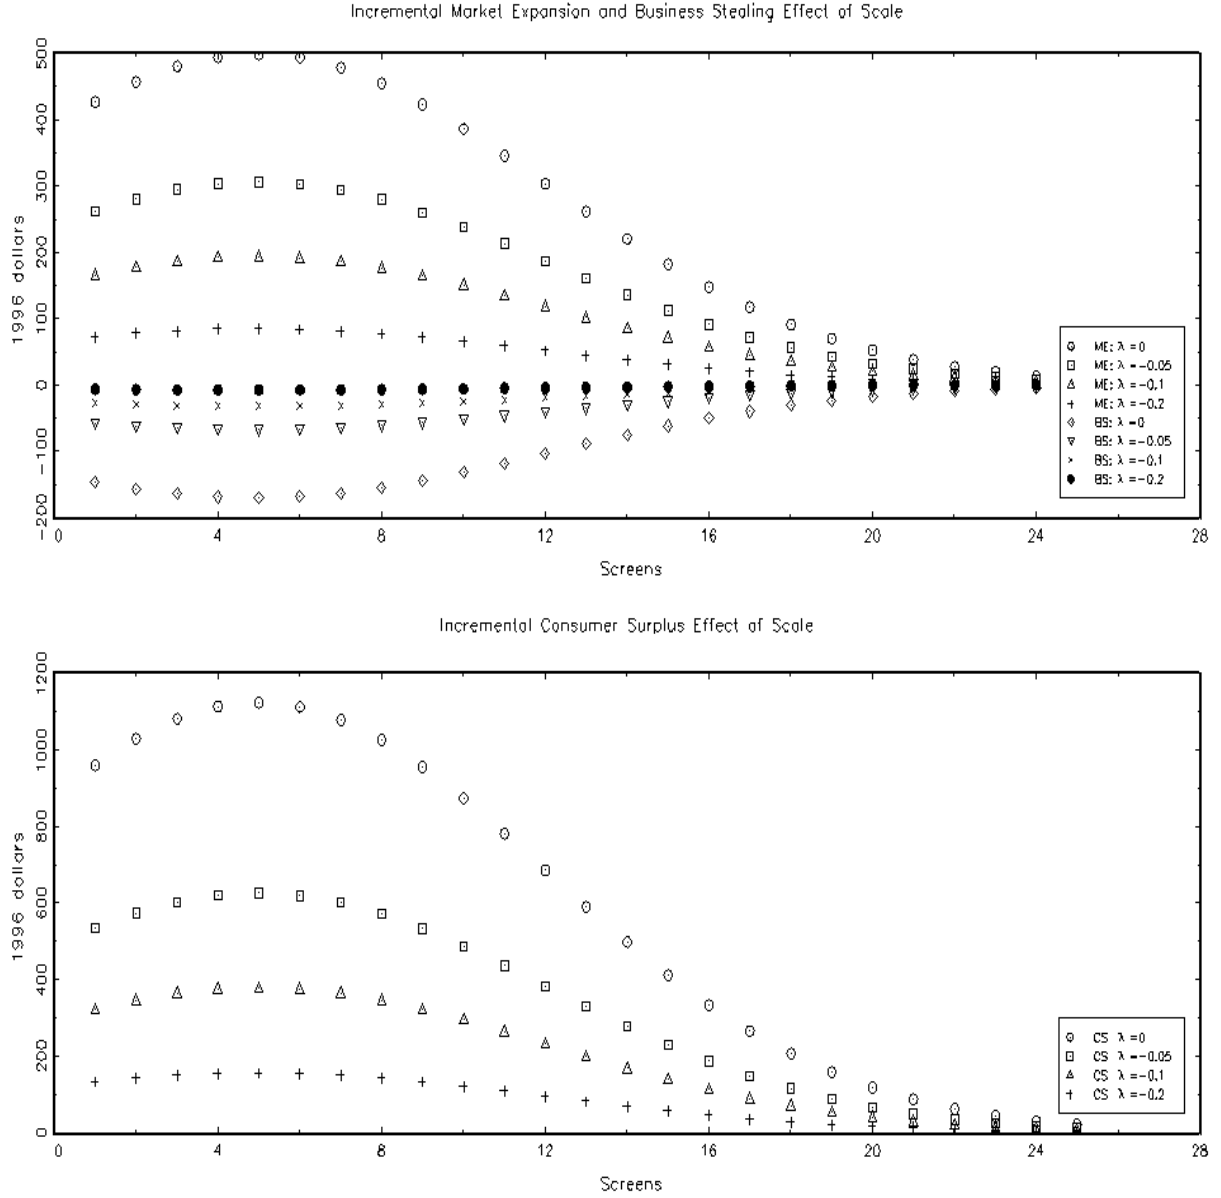 Incremental Market Expansion and Business Stealing Effect of Scale
500
400
300
200
100
0
-100
-200
1996 dollars
ME: λ =0
ME: λ =-0.05
ME: λ =-0.1
ME: λ =-0.2
BS: λ =0
BS: λ =-0.05
BS: λ =-0.1
BS: λ =-0.2
0 4 8 12 16 20 24 28
Screens
Incremental Consumer Surplus Effect of Scale
1200
1000
800
600
400
200
0
1996 dollars
CS λ =0
CS λ =-0.05
CS λ =-0.1
CS λ =-0.2
0 4 8 12 16 20 24 28
Screens